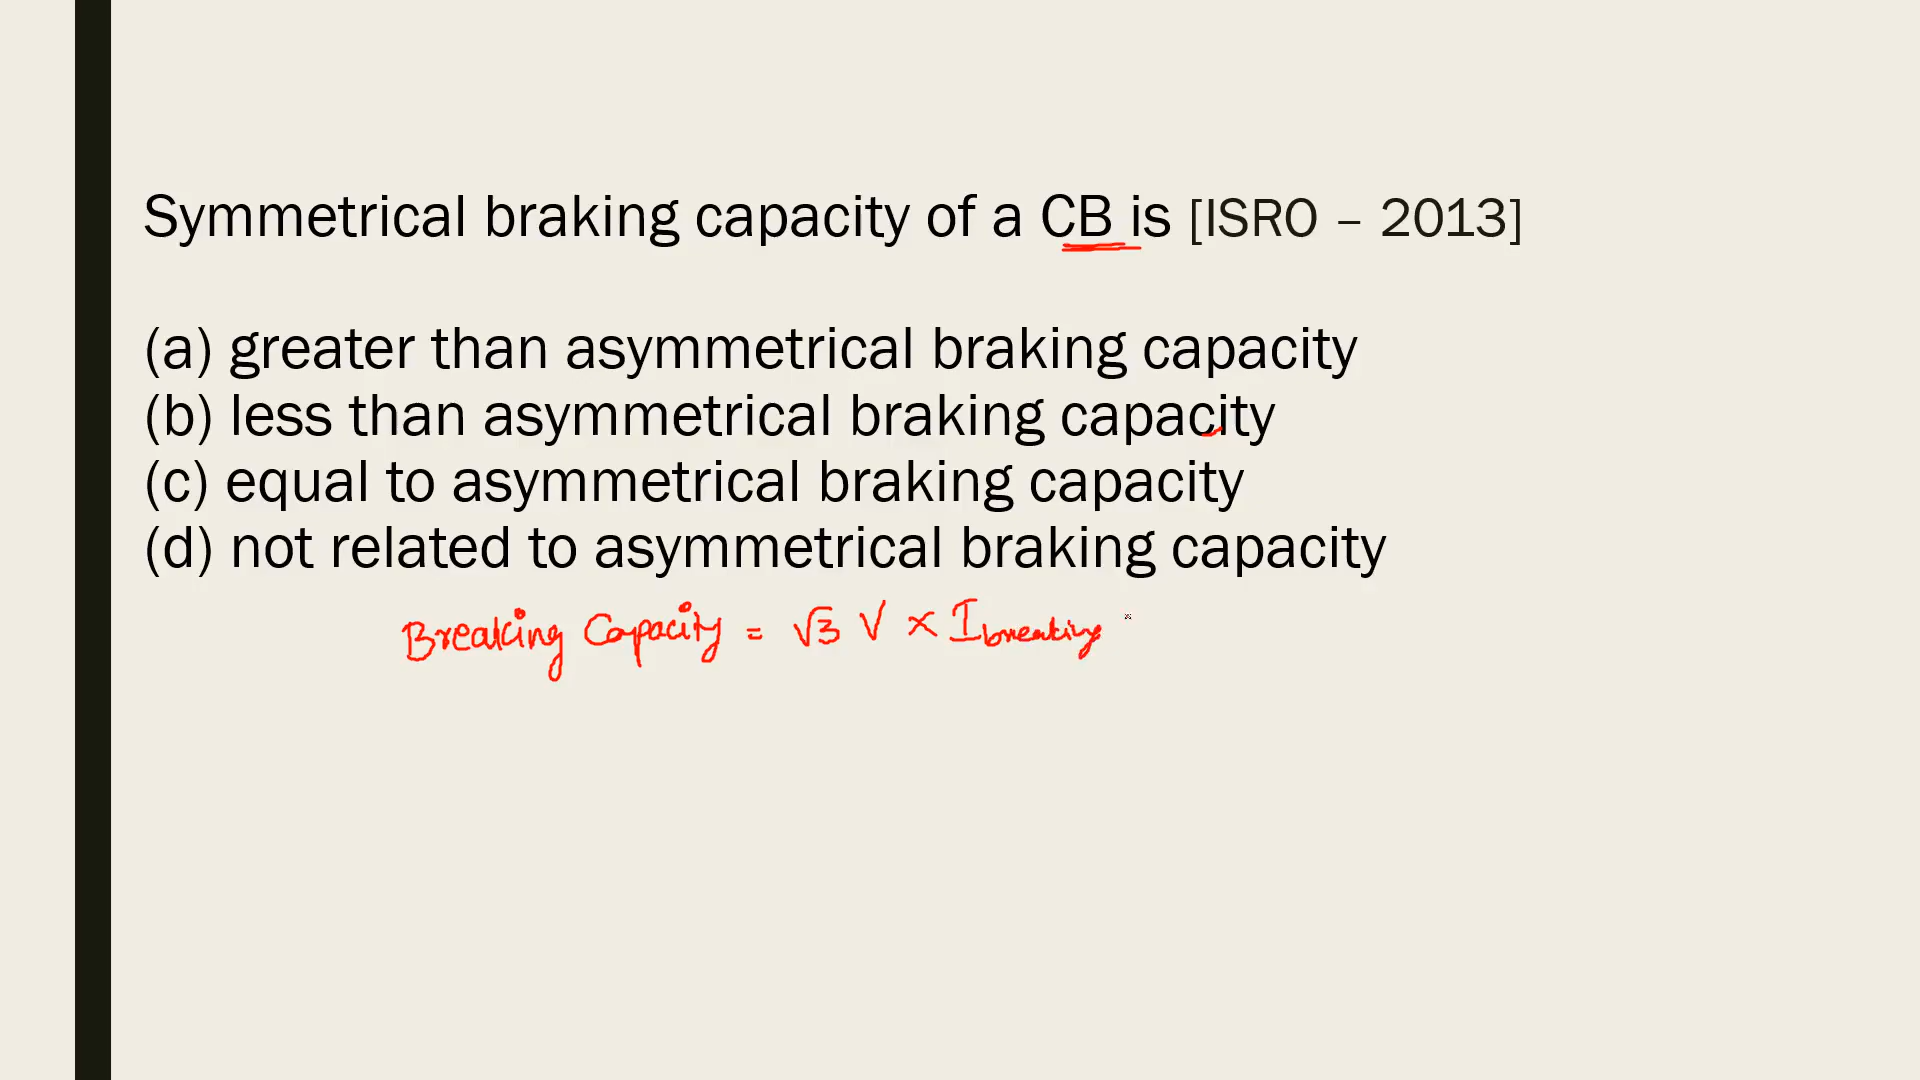 Symmetrical braking capacity of a CB is [ISRO – 2013]
(a) greater than asymmetrical braking capacity
(b) less than asymmetrical braking capacity
(c) equal to asymmetrical braking capacity
(d) not related to asymmetrical braking capacity
Breaking Capacity = √3 V × I breaking